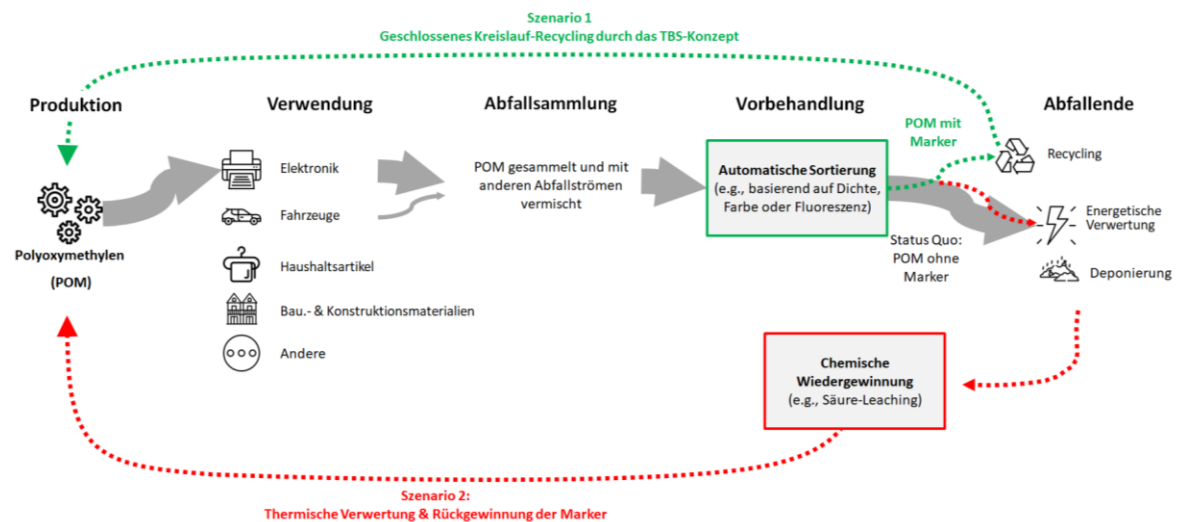 Szenario 1
Geschlossenes Kreislauf-Recycling durch das TBS-Konzept
Produktion
Verwendung
Abfallsammlung
Vorbehandlung
Abfallende
Polyoxymethylen
(POM)
Elektronik
Fahrzeuge
Haushaltsartikel
Bau.- & Konstruktionsmaterialien
Andere
POM gesammelt und mit
anderen Abfallströmen
vermischt
Automatische Sortierung
(e.g., basierend auf Dichte,
Farbe oder Fluoreszenz)
POM mit
Marker
Status Quo:
POM ohne
Marker
Recycling
Energetische
Verwertung
Deponierung
Chemische
Wiedergewinnung
(e.g., Säure-Leaching)
Szenario 2:
Thermische Verwertung & Rückgewinnung der Marker